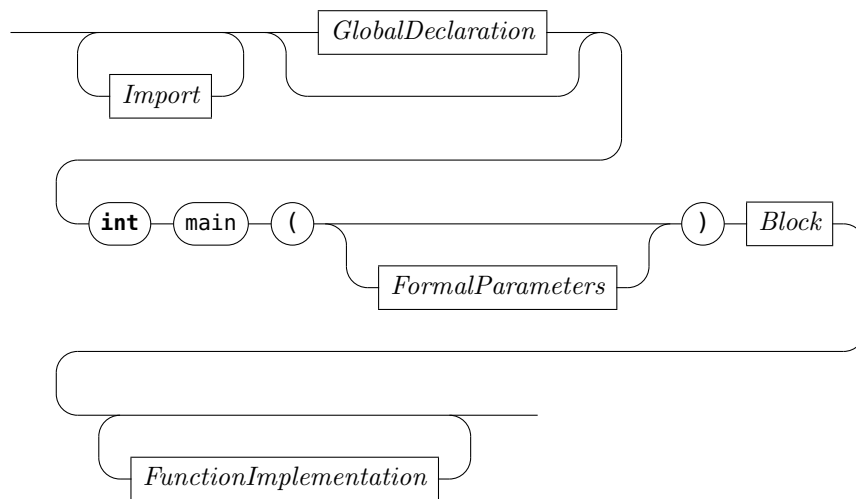 GlobalDeclaration
Import
int main ( ) Block
FormalParameters
FunctionImplementation